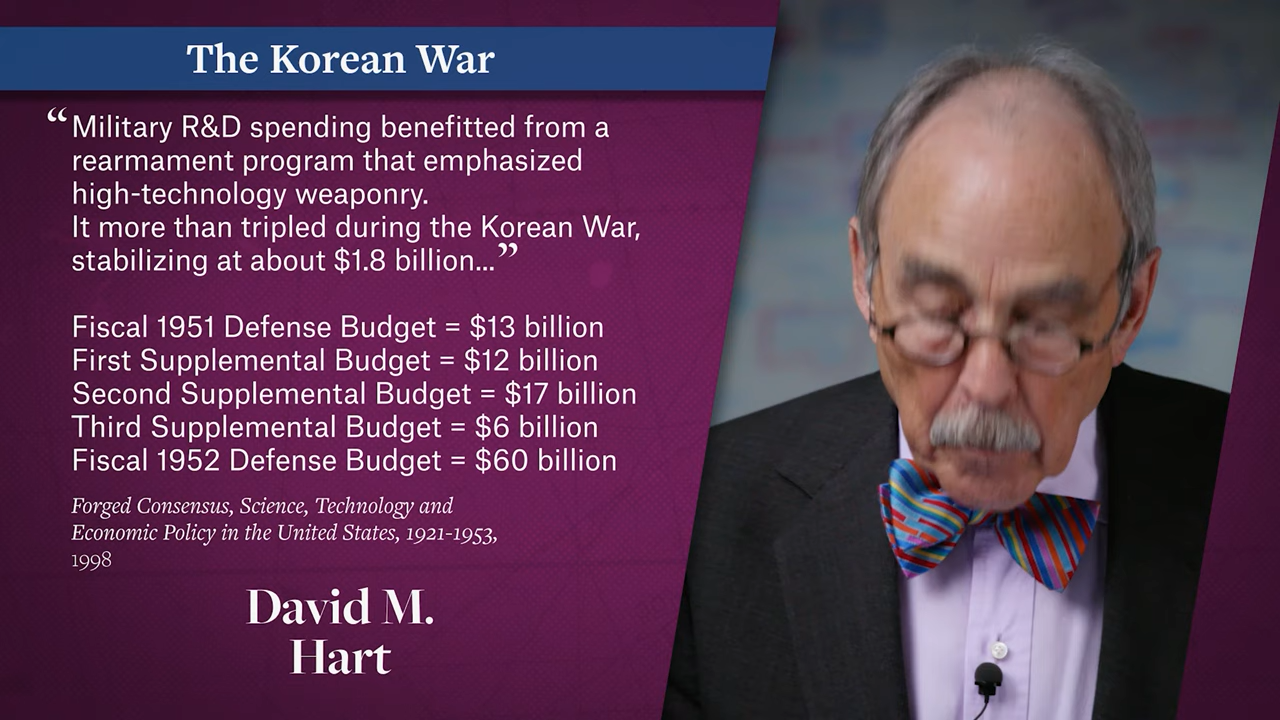 The Korean War
“Military R&D spending benefitted from a
rearmament program that emphasized
high-technology weaponry.
It more than tripled during the Korean War,
stabilizing at about $1.8 billion...”
Fiscal 1951 Defense Budget = $13 billion
First Supplemental Budget = $12 billion
Second Supplemental Budget = $17 billion
Third Supplemental Budget = $6 billion
Fiscal 1952 Defense Budget = $60 billion
Forged Consensus, Science, Technology and
Economic Policy in the United States, 1921-1953,
1998
David M.
Hart